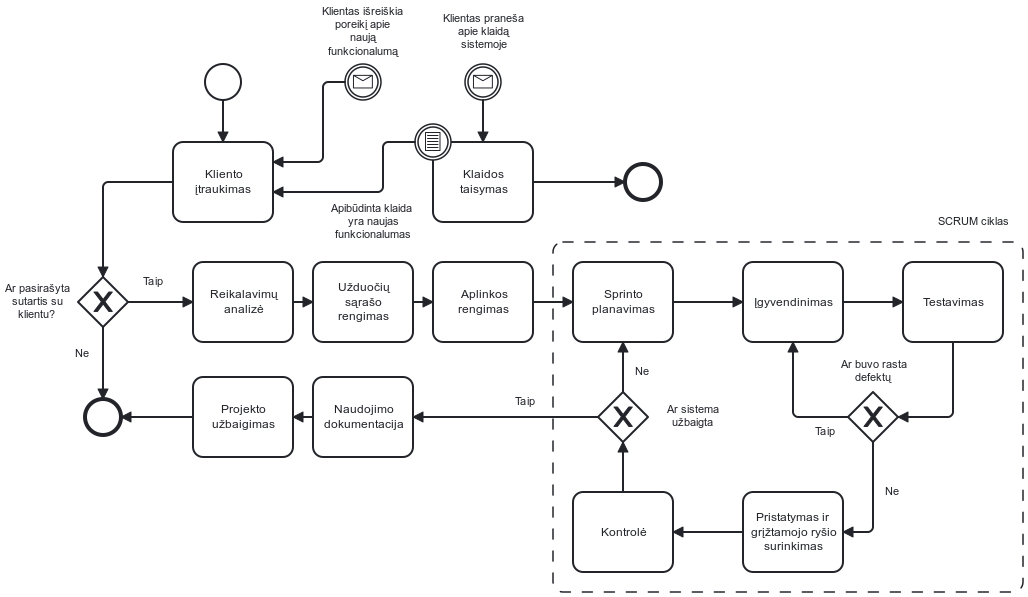 Klientas išreiškia
poreikį apie
naują
funkcionalumą
Klientas praneša
apie klaidą
sistemoje
Kliento
įtraukimas
Klaidos
taisymas
Apibūdinta klaida
yra naujas
funkcionalumas
SCRUM ciklas
Ar pasirašyta
sutartis su
klientu?
Taip
Reikalavimų
analizė
Užduočių
sąrašo
rengimas
Aplinkos
rengimas
Sprinto
planavimas
Įgyvendinimas
Testavimas
Ne
Ne
Ar buvo rasta
defektų
Projekto
užbaigimas
Naudojimo
dokumentacija
Taip
Ar sistema
užbaigta
Taip
Ne
Kontrolė
Pristatymas ir
grįžtamojo ryšio
surinkimas